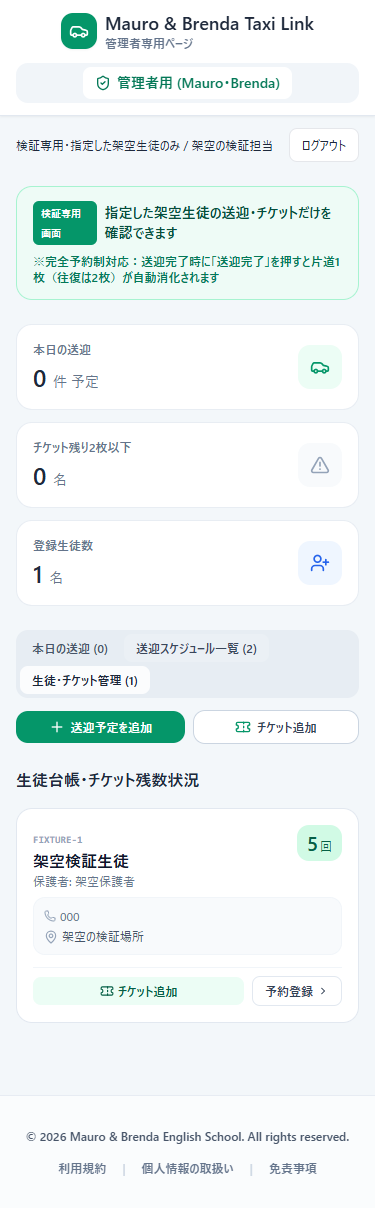 Mauro & Brenda Taxi Link
管理者専用ページ
管理者用 (Mauro・Brenda)
検証専用・指定した架空生徒のみ / 架空の検証担当
ログアウト
検証専用
画面
指定した架空生徒の送迎・チケットだけを
確認できます
※完全予約制対応：送迎完了時に「送迎完了」を押すと片道1
枚（往復は2枚）が自動消化されます
本日の送迎
0 件 予定
チケット残り2枚以下
0 名
登録生徒数
1 名
本日の送迎 (0)
送迎スケジュール一覧 (2)
生徒・チケット管理 (1)
送迎予定を追加
チケット追加
生徒台帳・チケット残数状況
FIXTURE-1
5 回
架空検証生徒
保護者: 架空保護者
000
架空の検証場所
チケット追加
予約登録
© 2026 Mauro & Brenda English School. All rights reserved.
利用規約 | 個人情報の取扱い | 免責事項